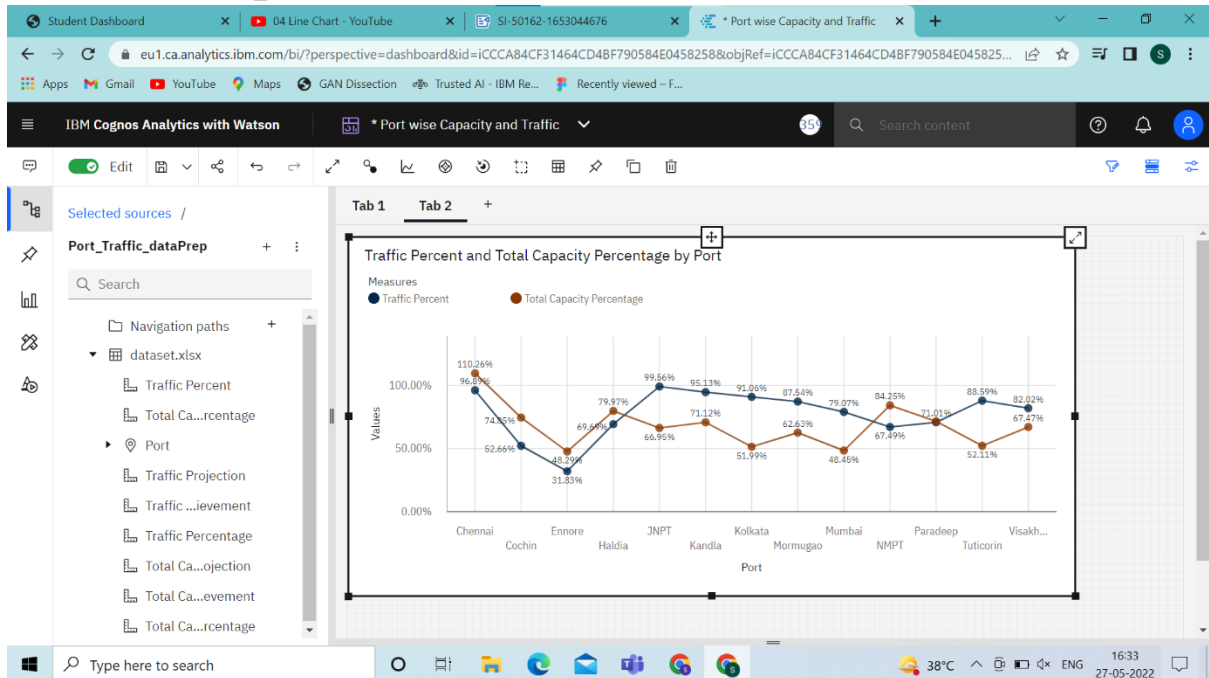 Student Dashboard
04 Line Chart - YouTube
SI-50162-1653044676
* Port wise Capacity and Traffic
eu1.ca.analytics.ibm.com/bi/?perspective=dashboard&id=iCCCA84CF31464CD4BF790584E0458258&objRef=iCCCA84CF31464CD4BF790584E045825...
S
Apps
Gmail
YouTube
Maps
GAN Dissection
Trusted AI - IBM Re...
Recently viewed – F...
IBM Cognos Analytics with Watson
* Port wise Capacity and Traffic
359
Search content
Edit
Selected sources /
Port_Traffic_dataPrep
Search
Navigation paths
dataset.xlsx
Traffic Percent
Total Ca...rcentage
Port
Traffic Projection
Traffic ...ievement
Traffic Percentage
Total Ca...ojection
Total Ca...evement
Total Ca...rcentage
Tab 1
Tab 2
Traffic Percent and Total Capacity Percentage by Port
Measures
Traffic Percent
Total Capacity Percentage
Values
100.00%
50.00%
0.00%
110.26%
96.89%
74.85%
52.66%
48.29%
31.83%
79.97%
69.69%
99.56%
66.95%
95.13%
71.12%
91.06%
51.99%
87.54%
62.63%
79.07%
48.45%
84.25%
67.49%
71.01%
88.59%
52.11%
82.02%
67.47%
Chennai
Cochin
Ennore
Haldia
JNPT
Kandla
Kolkata
Mormugao
Mumbai
NMPT
Paradeep
Tuticorin
Visakh...
Port
Type here to search
38°C
ENG
16:33
27-05-2022